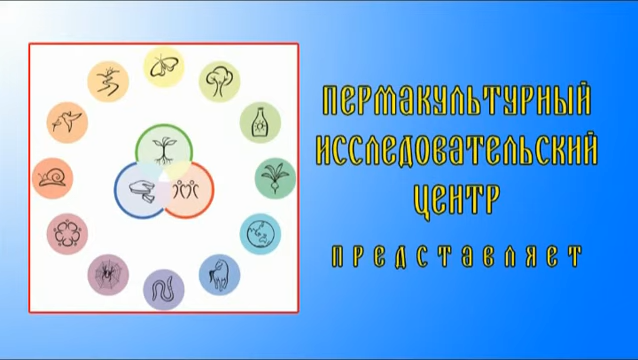 ПЕРМАКУЛЬТУРНЫЙ
ИССЛЕДОВАТЕЛЬСКИЙ
ЦЕНТР
ПРЕДСТАВЛЯЕТ